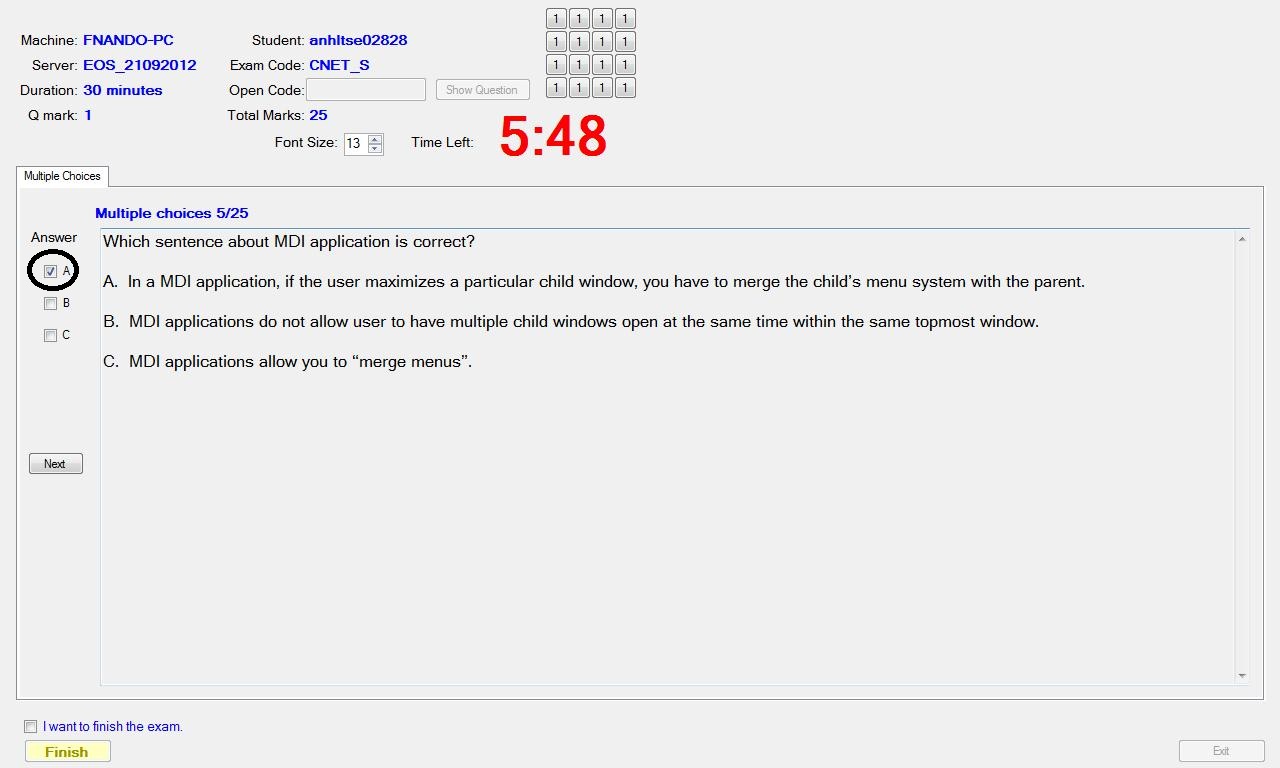 Machine: FNANDO-PC Student: anhltse02828
Server: EOS_21092012 Exam Code: CNET_S
Duration: 30 minutes Open Code: Show Question
Q mark: 1 Total Marks: 25
Font Size: 13 Time Left: 5:48
1 1 1 1
1 1 1 1
1 1 1 1
1 1 1 1
Multiple Choices
Multiple choices 5/25
Answer
A
B
C
Next
Which sentence about MDI application is correct?
A. In a MDI application, if the user maximizes a particular child window, you have to merge the child’s menu system with the parent.
B. MDI applications do not allow user to have multiple child windows open at the same time within the same topmost window.
C. MDI applications allow you to “merge menus”.
I want to finish the exam.
Finish
Exit